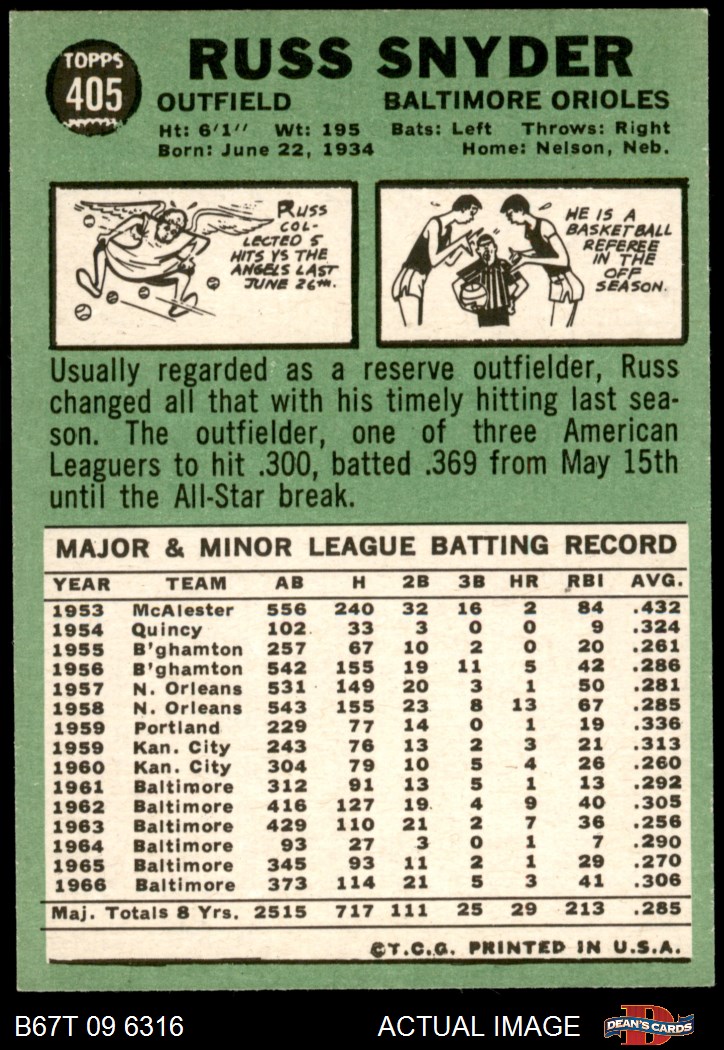 TOPPS
405
RUSS SNYDER
OUTFIELD BALTIMORE ORIOLES
Ht: 6'1'' Wt: 195 Bats: Left Throws: Right
Born: June 22, 1934 Home: Nelson, Neb.
RUSS
COL-
LECTED 5
HITS VS THE
ANGELS LAST
JUNE 26TH.
HE IS A
BASKETBALL
REFEREE
IN THE
OFF
SEASON.
Usually regarded as a reserve outfielder, Russ
changed all that with his timely hitting last sea-
son. The outfielder, one of three American
Leaguers to hit .300, batted .369 from May 15th
until the All-Star break.
MAJOR & MINOR LEAGUE BATTING RECORD
YEAR TEAM AB H 2B 3B HR RBI AVG.
1953 McAlester 556 240 32 16 2 84 .432
1954 Quincy 102 33 3 0 0 9 .324
1955 B'ghamton 257 67 10 2 0 20 .261
1956 B'ghamton 542 155 19 11 5 42 .286
1957 N. Orleans 531 149 20 3 1 50 .281
1958 N. Orleans 543 155 23 8 13 67 .285
1959 Portland 229 77 14 0 1 19 .336
1959 Kan. City 243 76 13 2 3 21 .313
1960 Kan. City 304 79 10 5 4 26 .260
1961 Baltimore 312 91 13 5 1 13 .292
1962 Baltimore 416 127 19 4 9 40 .305
1963 Baltimore 429 110 21 2 7 36 .256
1964 Baltimore 93 27 3 0 1 7 .290
1965 Baltimore 345 93 11 2 1 29 .270
1966 Baltimore 373 114 21 5 3 41 .306
Maj. Totals 8 Yrs. 2515 717 111 25 29 213 .285
©T.C.G. PRINTED IN U.S.A.
B67T 09 6316 ACTUAL IMAGE
D
DEAN'S CARDS